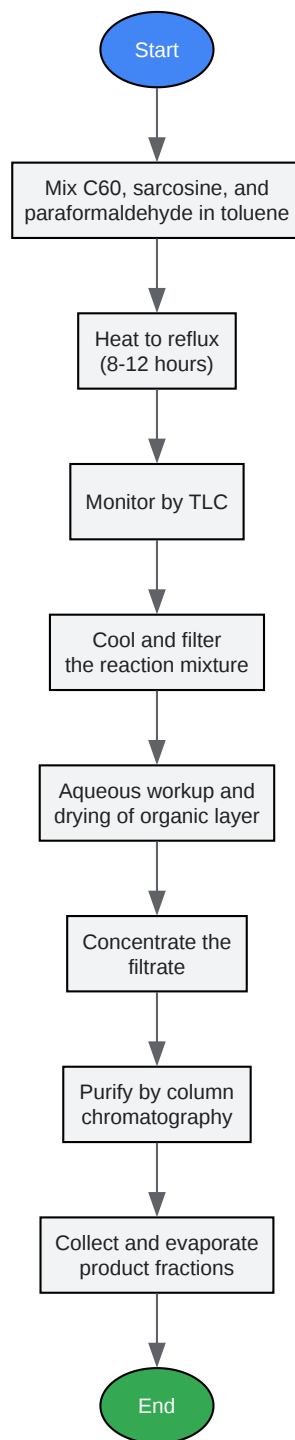 Start
Mix C60, sarcosine, and
paraformaldehyde in toluene
Heat to reflux
(8-12 hours)
Monitor by TLC
Cool and filter
the reaction mixture
Aqueous workup and
drying of organic layer
Concentrate the
filtrate
Purify by column
chromatography
Collect and evaporate
product fractions
End